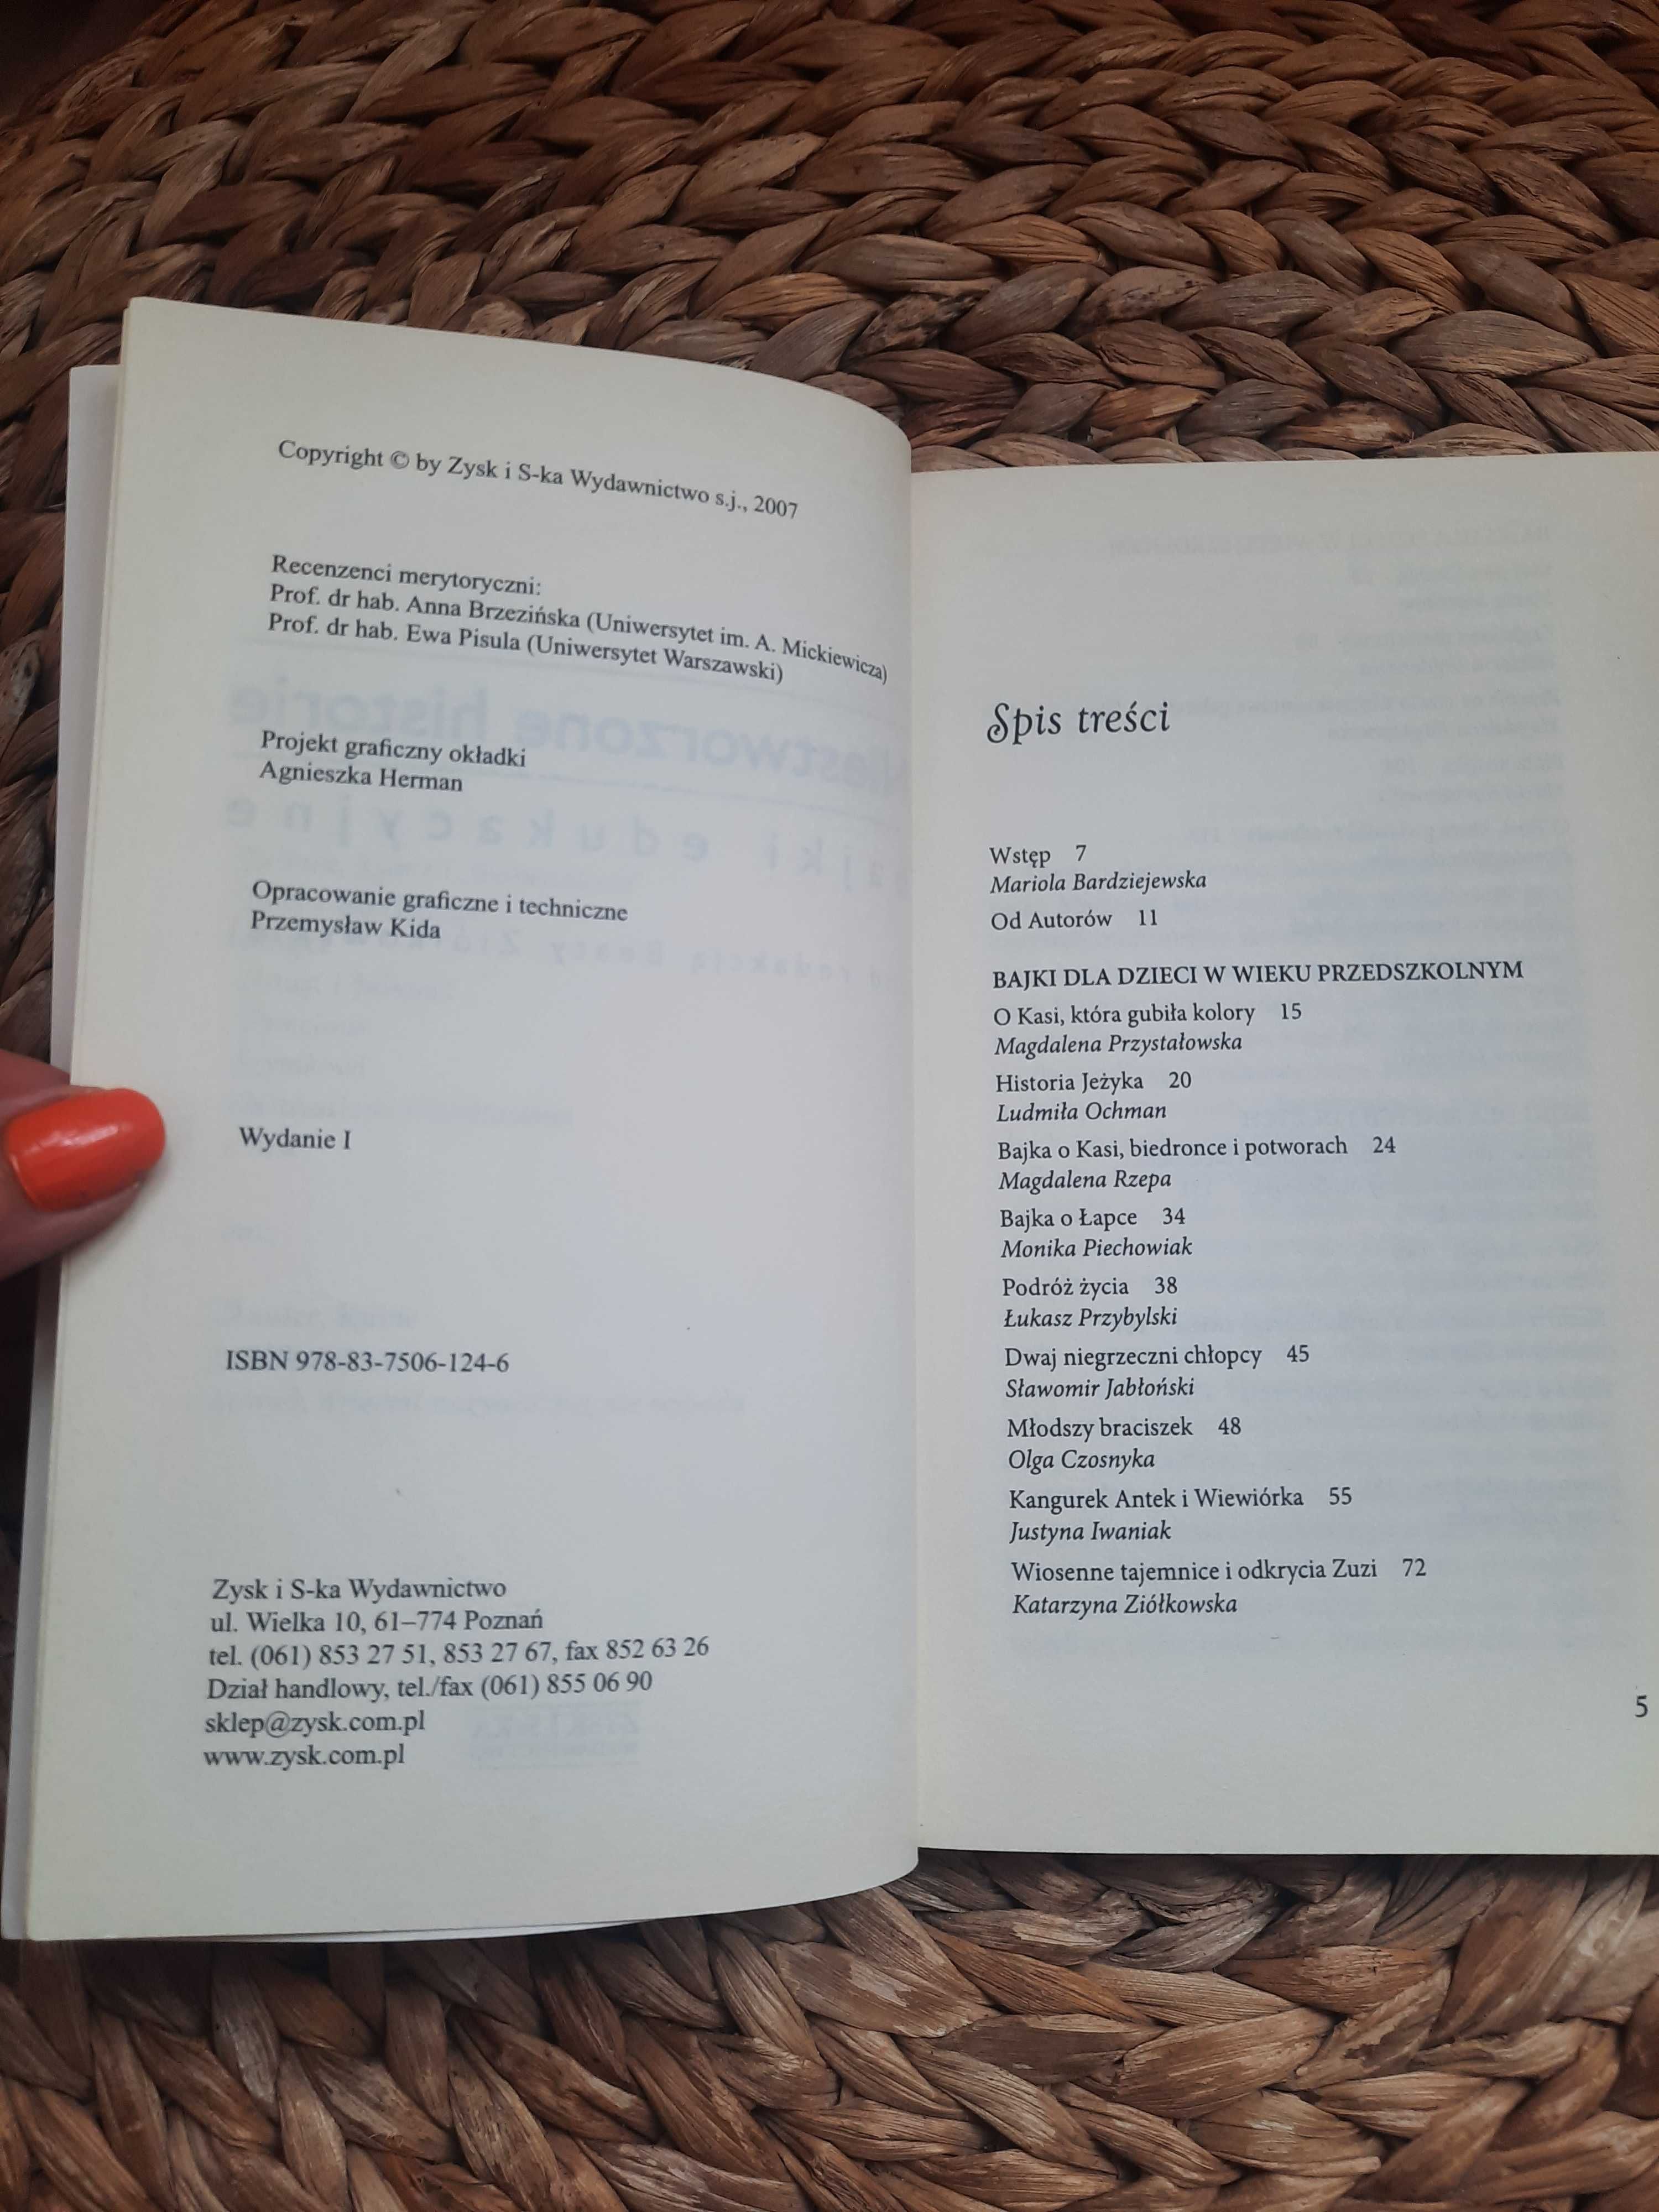 Copyright © by Zysk i S-ka Wydawnictwo s.j., 2007
Recenzenci merytoryczni:
Prof. dr hab. Anna Brzezińska (Uniwersytet im. A. Mickiewicza)
Prof. dr hab. Ewa Pisula (Uniwersytet Warszawski)
Projekt graficzny okładki
Agnieszka Herman
Opracowanie graficzne i techniczne
Przemysław Kida
Wydanie I
ISBN 978-83-7506-124-6
Zysk i S-ka Wydawnictwo
ul. Wielka 10, 61–774 Poznań
tel. (061) 853 27 51, 853 27 67, fax 852 63 26
Dział handlowy, tel./fax (061) 855 06 90
sklep@zysk.com.pl
www.zysk.com.pl
Spis treści
Wstęp 7
Mariola Bardziejewska
Od Autorów 11
BAJKI DLA DZIECI W WIEKU PRZEDSZKOLNYM
O Kasi, która gubiła kolory 15
Magdalena Przystałowska
Historia Jeżyka 20
Ludmiła Ochman
Bajka o Kasi, biedronce i potworach 24
Magdalena Rzepa
Bajka o Łapce 34
Monika Piechowiak
Podróż życia 38
Łukasz Przybylski
Dwaj niegrzeczni chłopcy 45
Sławomir Jabłoński
Młodszy braciszek 48
Olga Czosnyka
Kangurek Antek i Wiewiórka 55
Justyna Iwaniak
Wiosenne tajemnice i odkrycia Zuzi 72
Katarzyna Ziółkowska
5